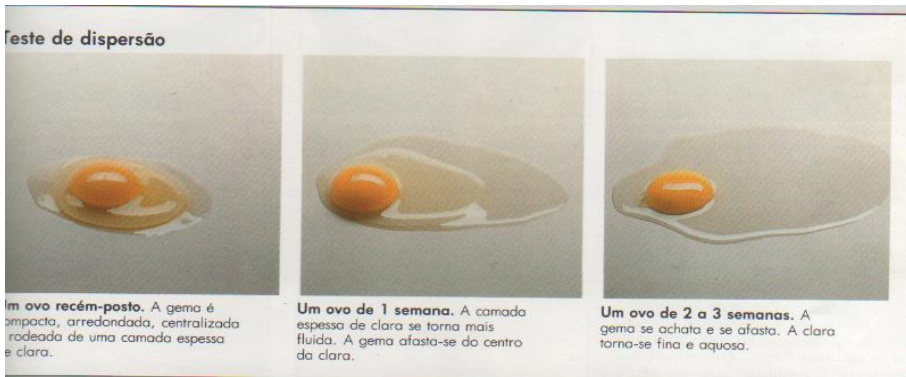 Teste de dispersão
Um ovo recém-posto. A gema é
compacta, arredondada, centralizada
rodeada de uma camada espessa
de clara.
Um ovo de 1 semana. A camada
espessa de clara se torna mais
fluida. A gema afasta-se do centro
da clara.
Um ovo de 2 a 3 semanas. A
gema se achata e se afasta. A clara
torna-se fina e aquosa.